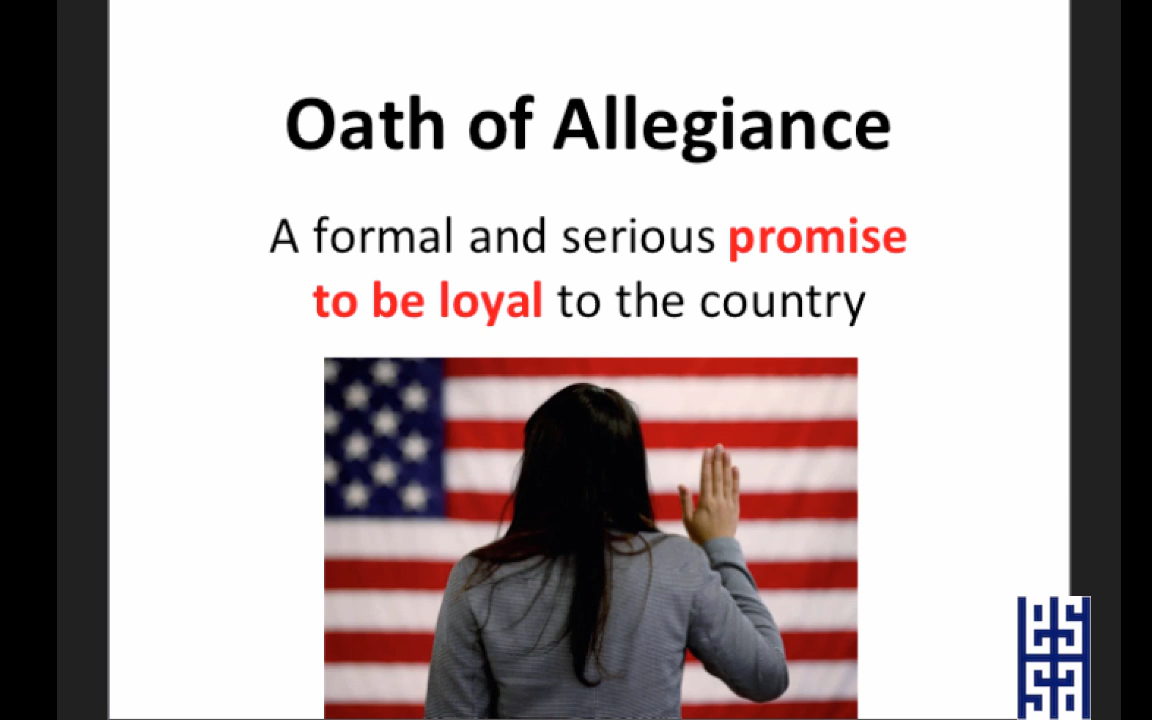 Oath of Allegiance
A formal and serious promise
to be loyal to the country